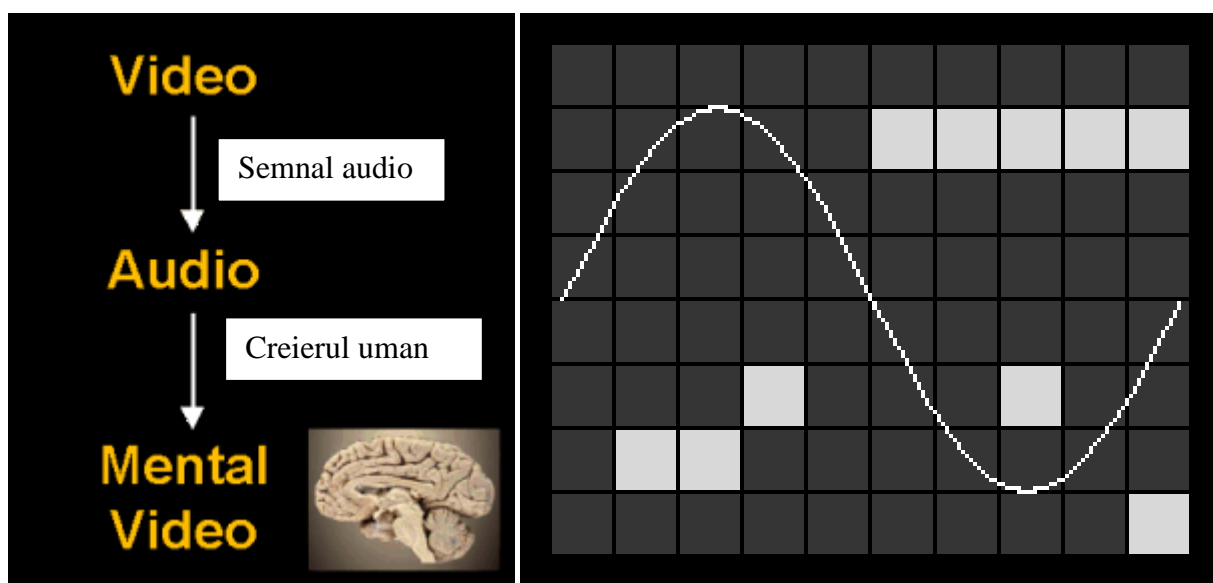 Video
Semnal audio
Audio
Creierul uman
Mental
Video